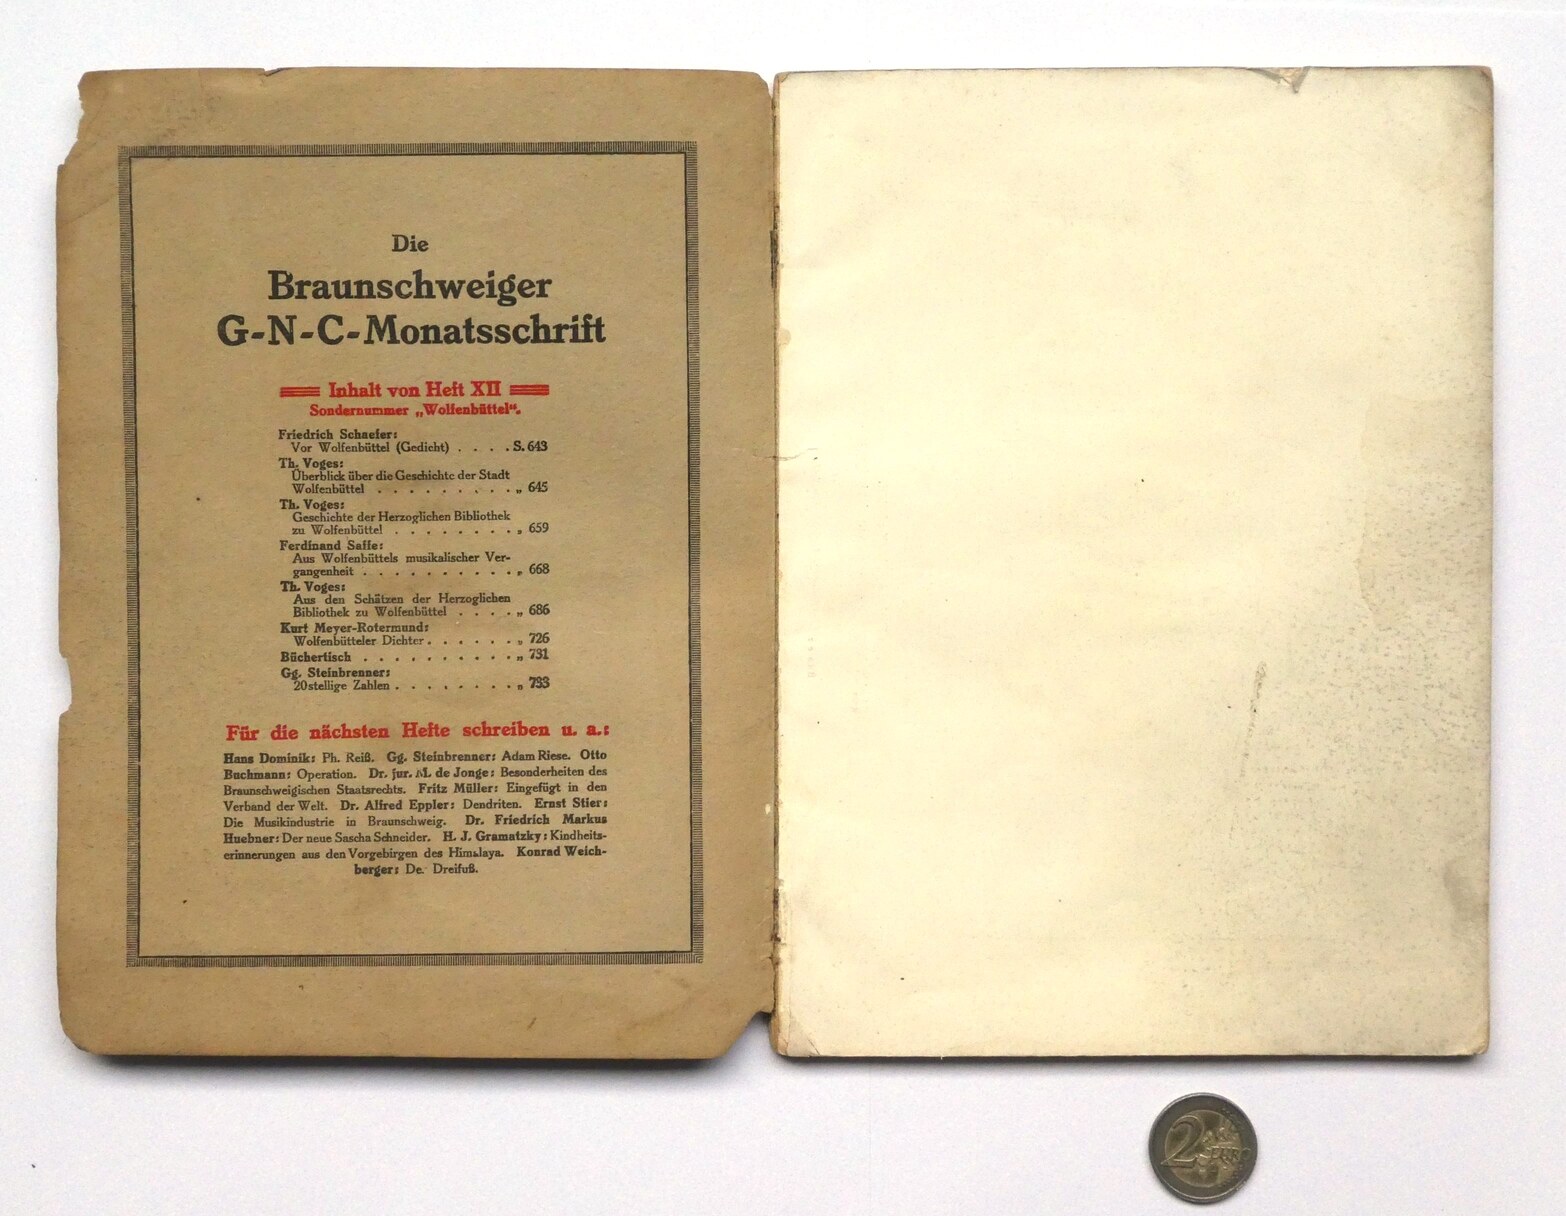 Die
Braunschweiger
G-N-C-Monatsschrift
Inhalt von Heft XII
Sondernummer „Wolfenbüttel“.
Friedrich Schaefer:
Vor Wolfenbüttel (Gedicht) . . . . S. 643
Th. Voges:
Überblick über die Geschichte der Stadt
Wolfenbüttel . . . . . . . . . . „ 645
Th. Voges:
Geschichte der Herzoglichen Bibliothek
zu Wolfenbüttel . . . . . . . . „ 659
Ferdinand Saffe:
Aus Wolfenbüttels musikalischer Ver-
gangenheit . . . . . . . . . . „ 668
Th. Voges:
Aus den Schätzen der Herzoglichen
Bibliothek zu Wolfenbüttel . . . . „ 686
Kurt Meyer-Rotermund:
Wolfenbütteler Dichter . . . . . . „ 726
Büchertisch . . . . . . . . . . „ 731
Gg. Steinbrenner:
20stellige Zahlen . . . . . . . . „ 733
Für die nächsten Hefte schreiben u. a.:
Hans Dominik: Ph. Reiß. Gg. Steinbrenner: Adam Riese. Otto
Buchmann: Operation. Dr. jur. M. de Jonge: Besonderheiten des
Braunschweigischen Staatsrechts. Fritz Müller: Eingefügt in den
Verband der Welt. Dr. Alfred Eppler: Dendriten. Ernst Stier:
Die Musikindustrie in Braunschweig. Dr. Friedrich Markus
Huebner: Der neue Sascha Schneider. H. J. Gramatzky: Kindheits-
erinnerungen aus den Vorgebirgen des Himalaya. Konrad Weich-
berger: De. Dreifuß.
2 EURO